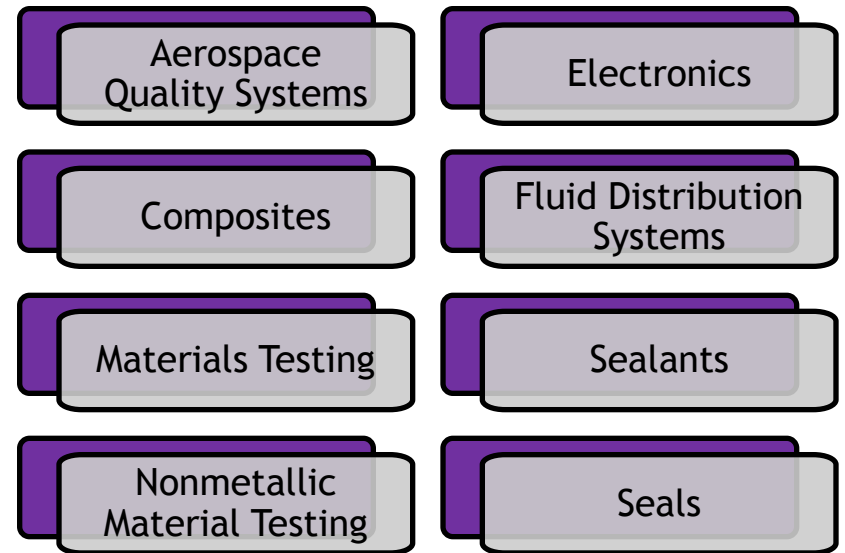 Aerospace
Quality Systems
Electronics
Composites
Fluid Distribution
Systems
Materials Testing
Sealants
Nonmetallic
Material Testing
Seals